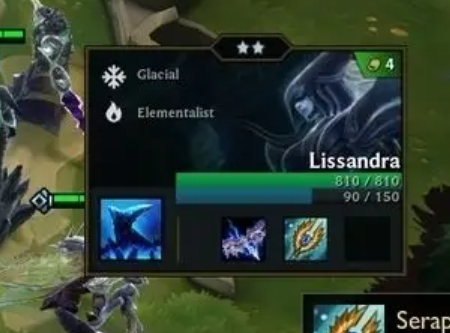 Glacial
4
Elementalist
Lissandra
810 / 810
90 / 150
Serap